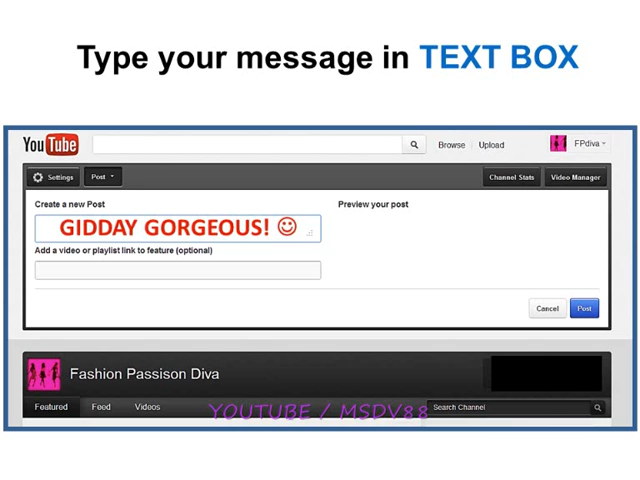 Type your message in TEXT BOX
YouTube
Browse
Upload
FPdiva
Settings
Post
Channel Stats
Video Manager
Create a new Post
Preview your post
GIDDAY GORGEOUS! ☺
Add a video or playlist link to feature (optional)
Cancel
Post
Fashion Passison Diva
Featured
Feed
Videos
YOUTUBE / MSDV88
Search Channel